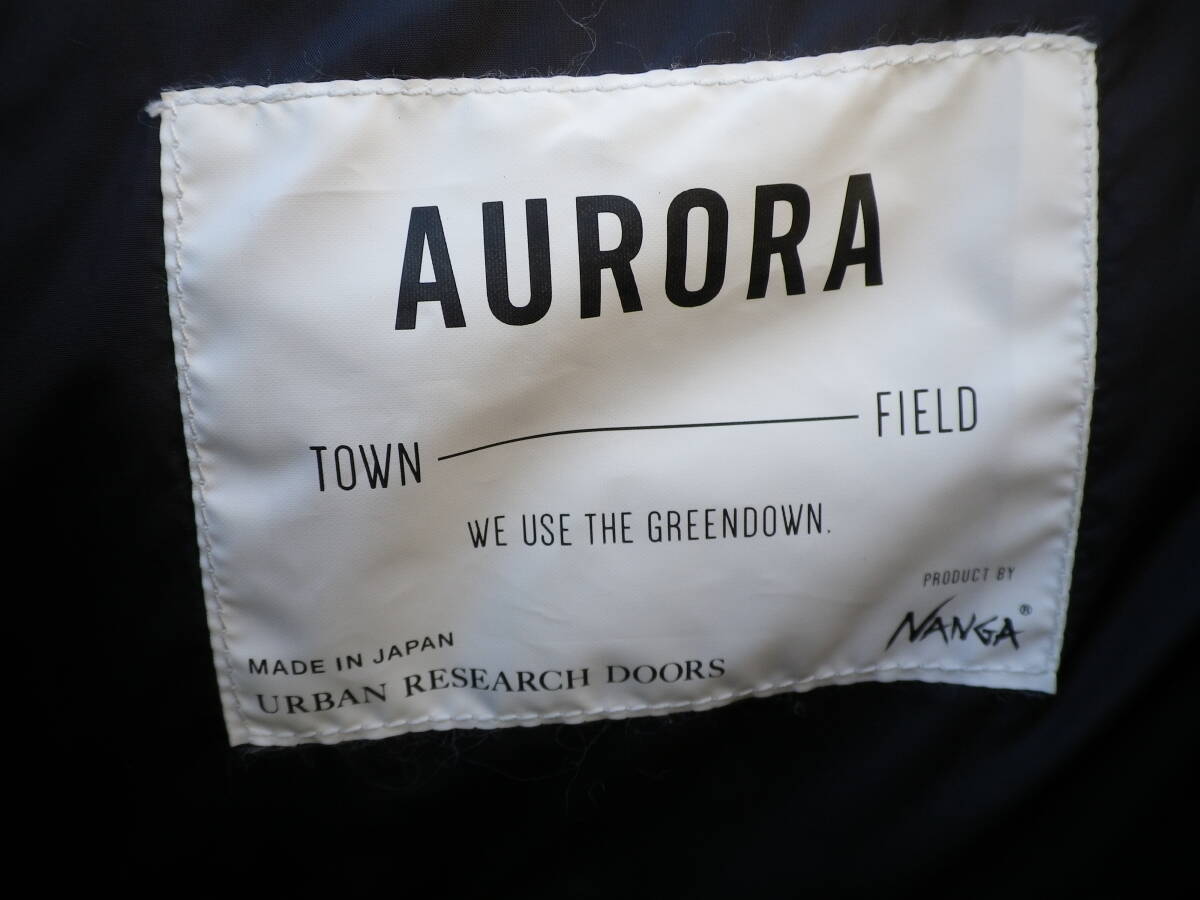 AURORA
TOWN FIELD
WE USE THE GREENDOWN.
PRODUCT BY
NANGA®
MADE IN JAPAN
URBAN RESEARCH DOORS